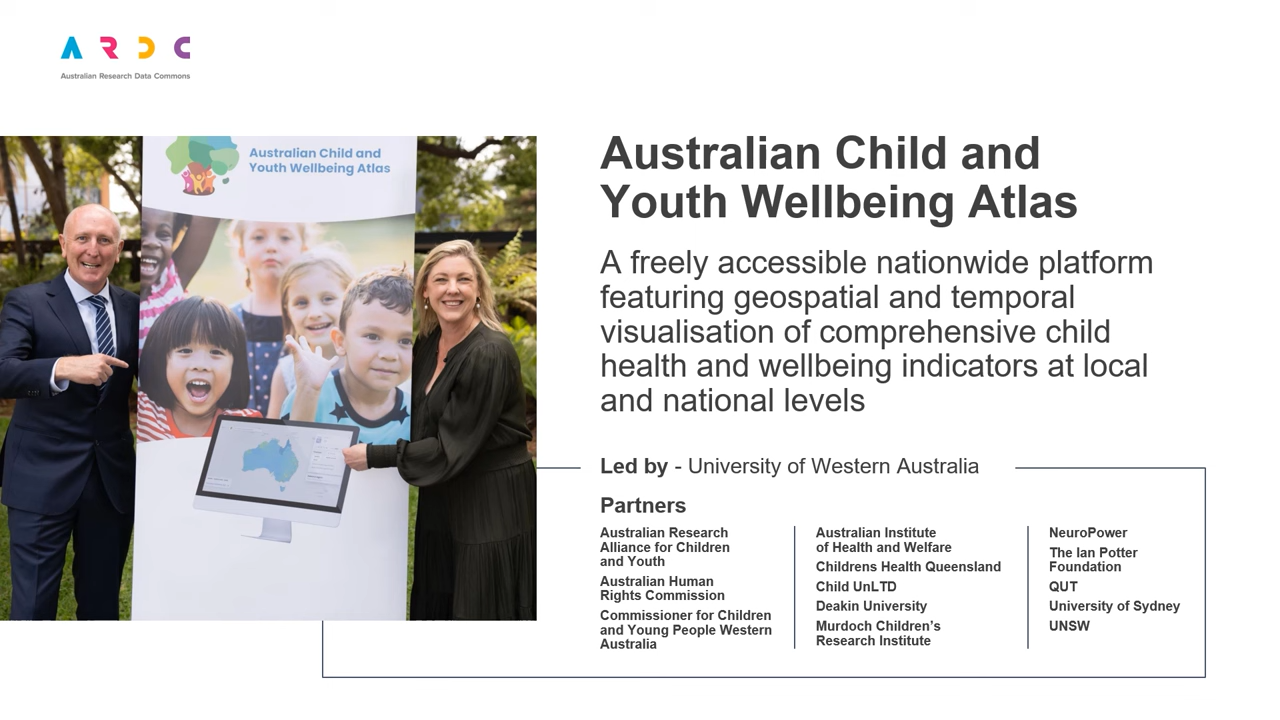 A R D C
Australian Research Data Commons
Australian Child and
Youth Wellbeing Atlas
Australian Child and
Youth Wellbeing Atlas
A freely accessible nationwide platform
featuring geospatial and temporal
visualisation of comprehensive child
health and wellbeing indicators at local
and national levels
Led by - University of Western Australia
Partners
Australian Research
Alliance for Children
and Youth
Australian Human
Rights Commission
Commissioner for Children
and Young People Western
Australia
Australian Institute
of Health and Welfare
Childrens Health Queensland
Child UnLTD
Deakin University
Murdoch Children’s
Research Institute
NeuroPower
The Ian Potter
Foundation
QUT
University of Sydney
UNSW